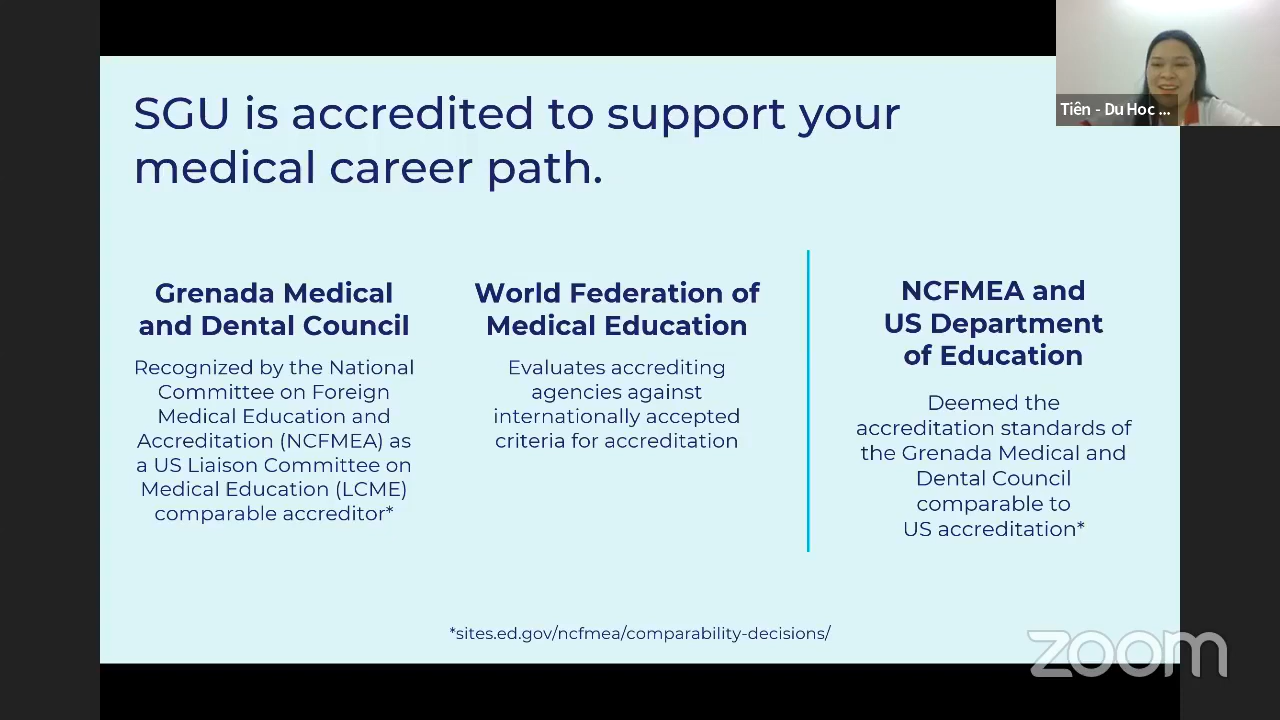 SGU is accredited to support your
medical career path.
Grenada Medical
and Dental Council
Recognized by the National
Committee on Foreign
Medical Education and
Accreditation (NCFMEA) as
a US Liaison Committee on
Medical Education (LCME)
comparable accreditor*
World Federation of
Medical Education
Evaluates accrediting
agencies against
internationally accepted
criteria for accreditation
NCFMEA and
US Department
of Education
Deemed the
accreditation standards of
the Grenada Medical and
Dental Council
comparable to
US accreditation*
*sites.ed.gov/ncfmea/comparability-decisions/
Tiên - Du Hoc ...
zoom